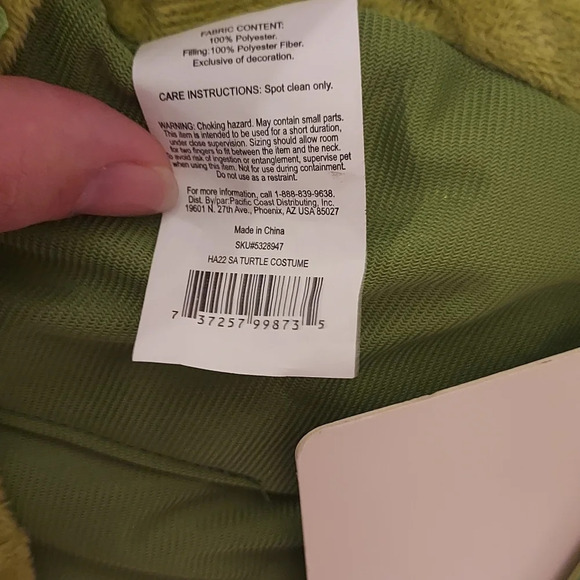 FABRIC CONTENT:
100% Polyester.
Filling:100% Polyester Fiber.
Exclusive of decoration.
CARE INSTRUCTIONS: Spot clean only.
WARNING: Choking hazard. May contain small parts.
This item is intended to be used for a short duration,
under close supervision. Sizing should allow room
for two fingers to fit between the item and the neck.
To avoid risk of ingestion or entanglement, supervise pet
when using this item. Not for use during containment.
Do not use as a restraint.
For more information, call 1-888-839-9638.
Dist. By/par:Pacific Coast Distributing, Inc.
19601 N. 27th Ave., Phoenix, AZ USA 85027
Made in China
SKU#5328947
HA22 SA TURTLE COSTUME
7 37257 99873 5